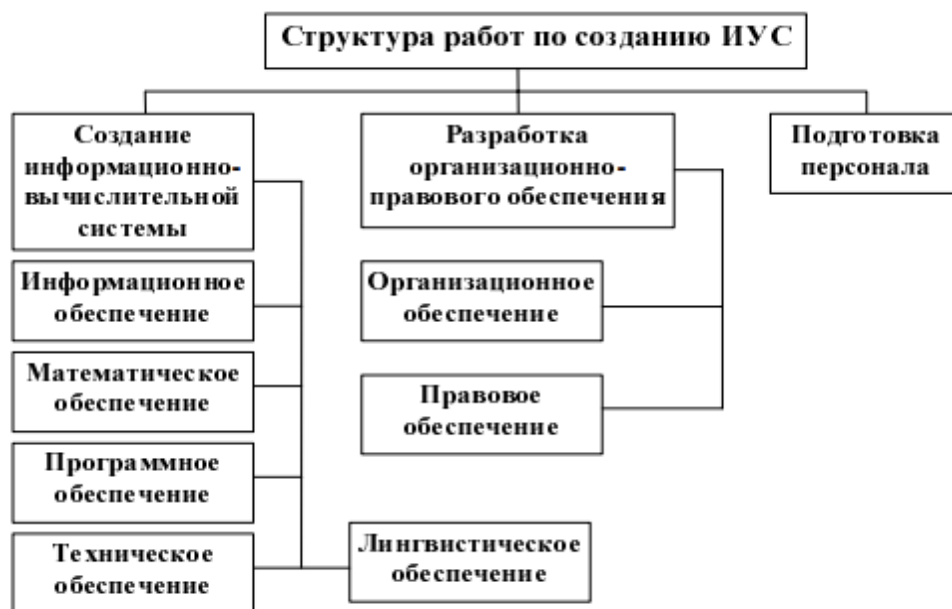 Структура работ по созданию ИУС
Создание
информационно-
вычислительной
системы
Разработка
организационно-
правового обеспечения
Подготовка
персонала
Информационное
обеспечение
Организационное
обеспечение
Математическое
обеспечение
Правовое
обеспечение
Программное
обеспечение
Техническое
обеспечение
Лингвистическое
обеспечение